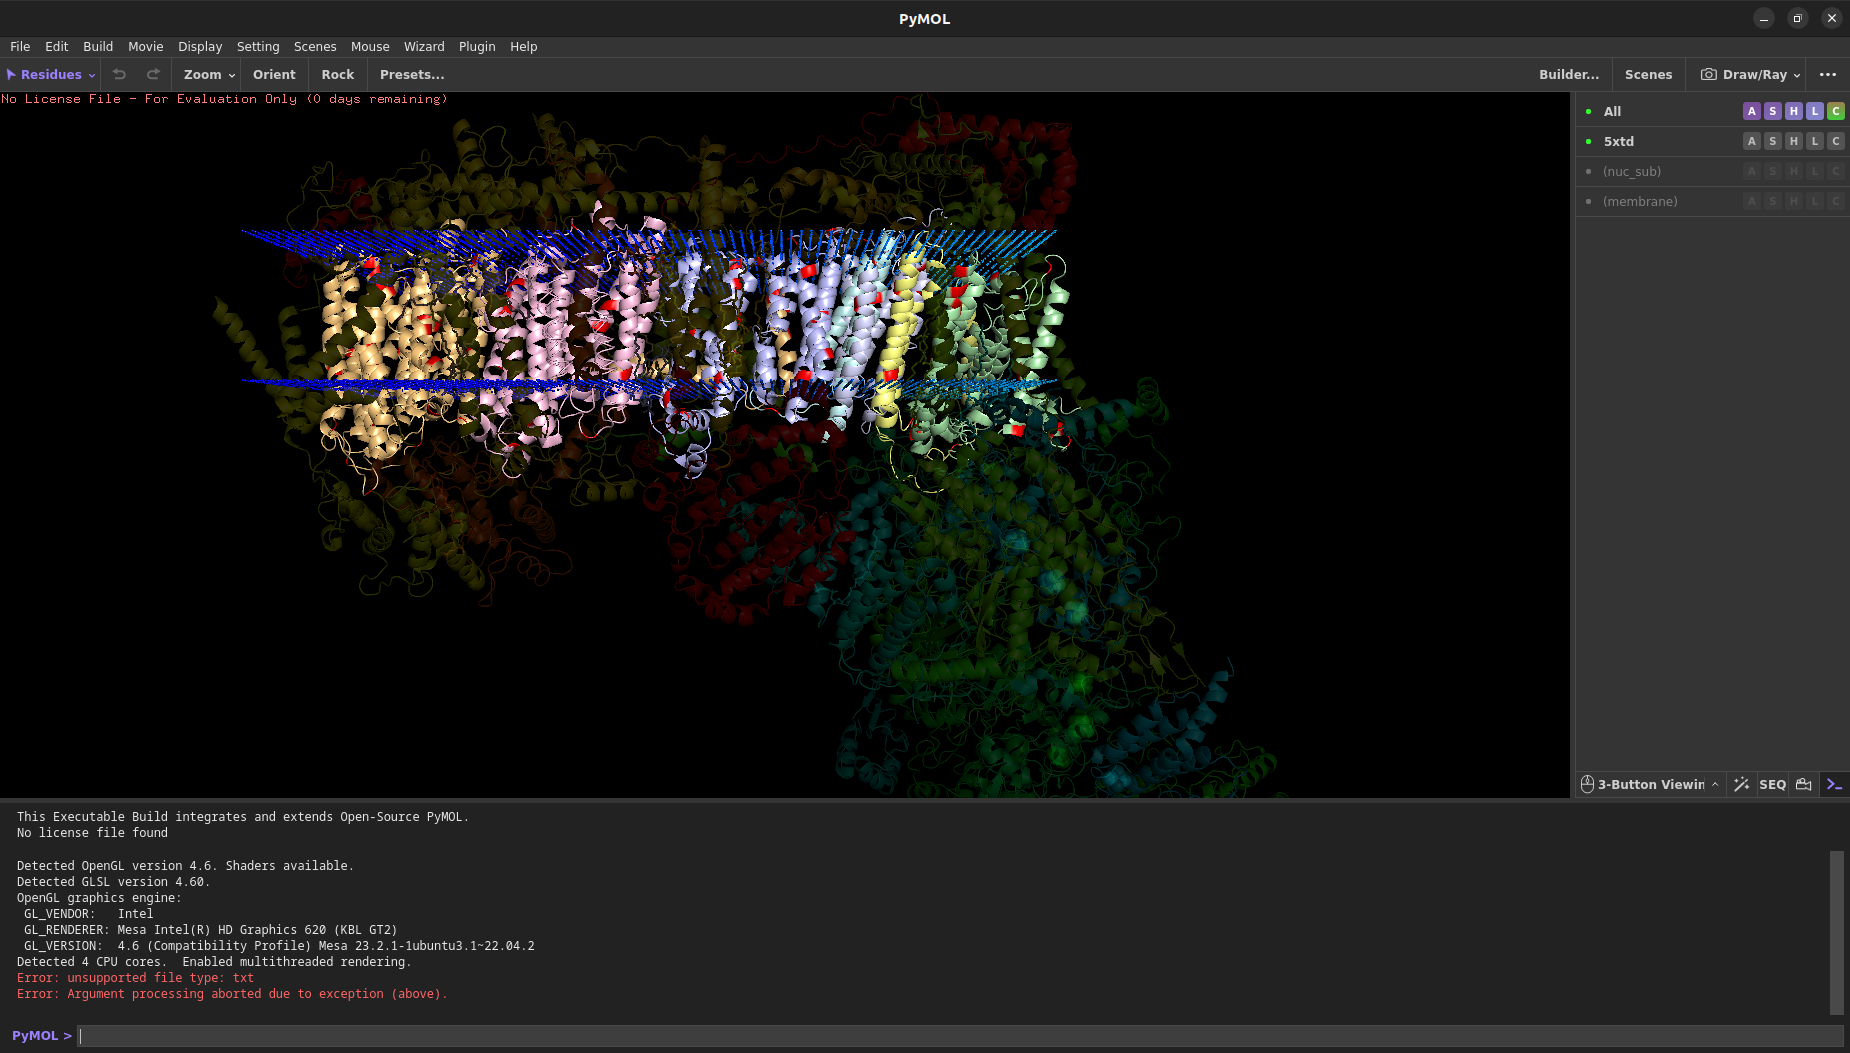 PyMOL
File Edit Build Movie Display Setting Scenes Mouse Wizard Plugin Help
Residues Zoom Orient Rock Presets... Builder... Scenes Draw/Ray
No License File - For Evaluation Only (0 days remaining)
All A S H L C
5xtd A S H L C
(nuc_sub) A S H L C
(membrane) A S H L C
3-Button Viewin SEQ
This Executable Build integrates and extends Open-Source PyMOL.
No license file found
Detected OpenGL version 4.6. Shaders available.
Detected GLSL version 4.60.
OpenGL graphics engine:
GL_VENDOR: Intel
GL_RENDERER: Mesa Intel(R) HD Graphics 620 (KBL GT2)
GL_VERSION: 4.6 (Compatibility Profile) Mesa 23.2.1-1ubuntu3.1~22.04.2
Detected 4 CPU cores. Enabled multithreaded rendering.
Error: unsupported file type: txt
Error: Argument processing aborted due to exception (above).
PyMOL >